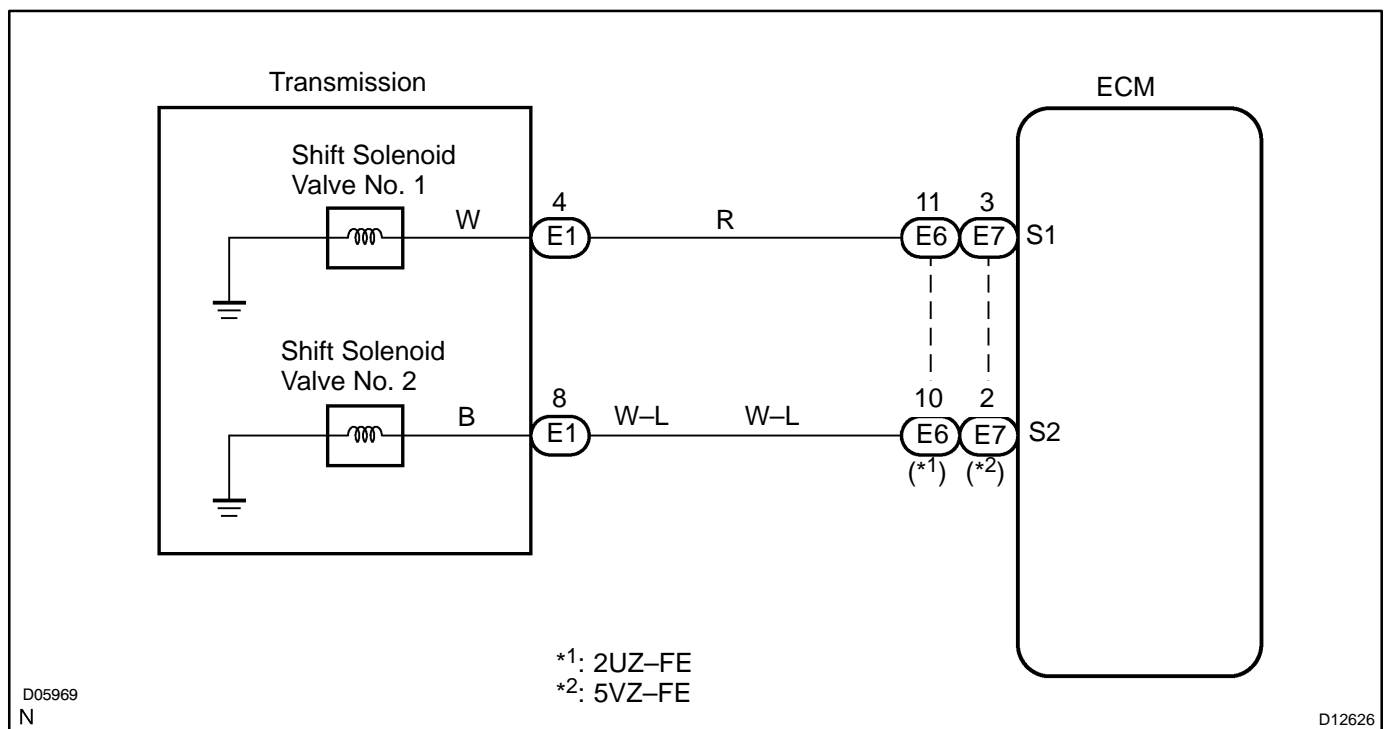 Transmission
ECM
Shift Solenoid
Valve No. 1
W
4
E1
R
11
E6
3
E7
S1
Shift Solenoid
Valve No. 2
B
8
E1
W–L
W–L
10
E6
(*1)
2
E7
(*2)
S2
*1: 2UZ–FE
*2: 5VZ–FE
D05969
N
D12626